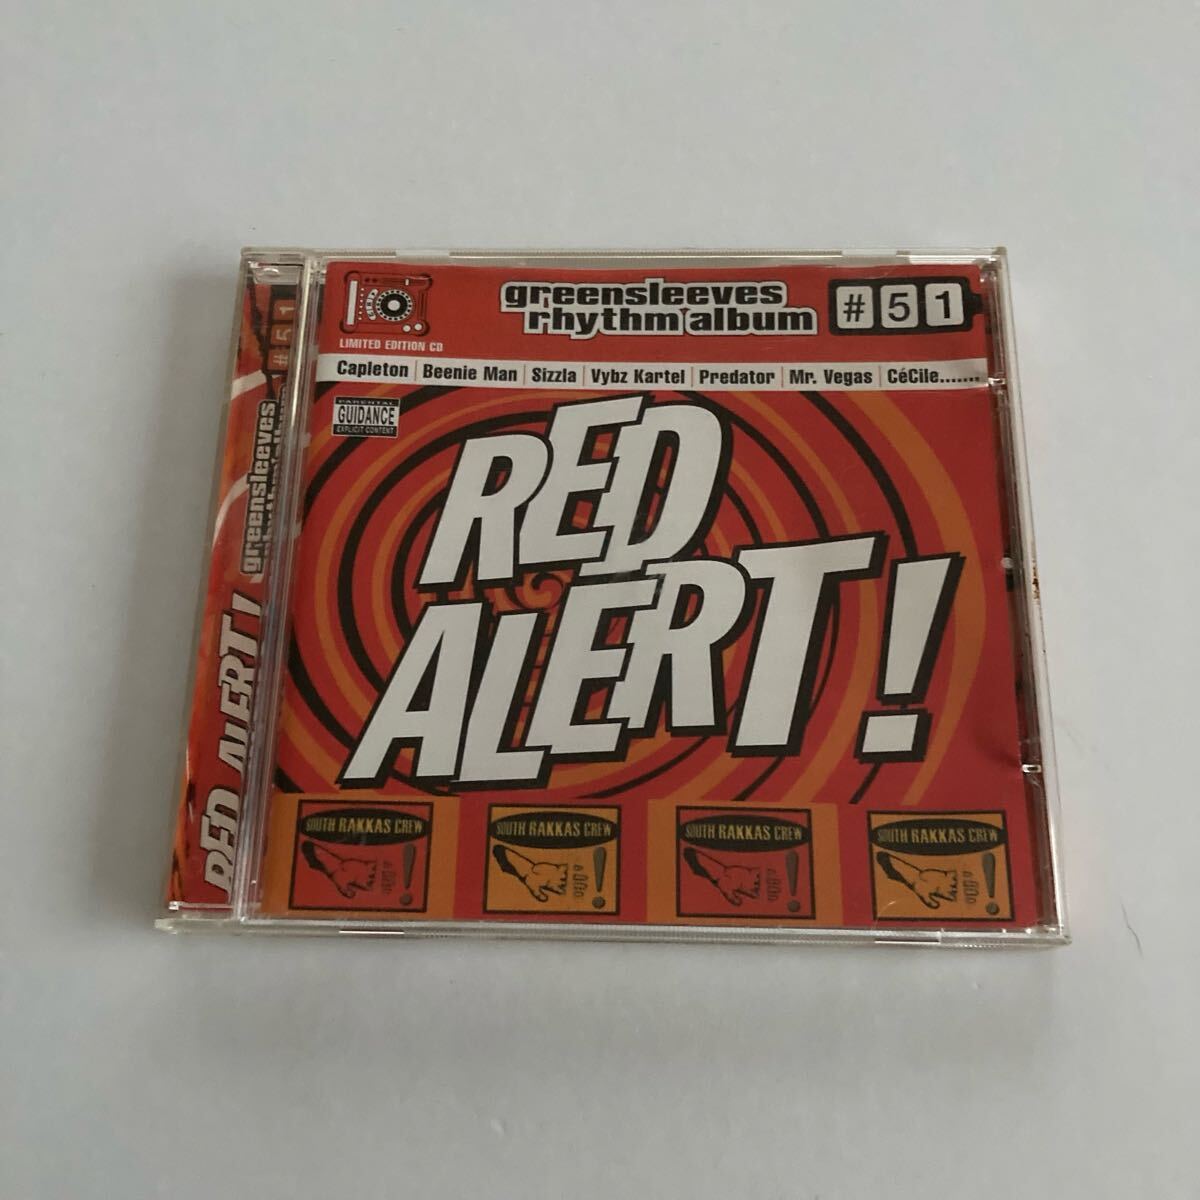 greensleeves
rhythm album
#51
LIMITED EDITION CD
Capleton | Beenie Man | Sizzla | Vybz Kartel | Predator | Mr. Vegas | CéCile.......
PARENTAL
GUIDANCE
EXPLICIT CONTENT
RED
ALERT!
SOUTH RAKKAS CREW
SOUTH RAKKAS CREW
SOUTH RAKKAS CREW
SOUTH RAKKAS CREW
RED ALERT!
greensleeves
rhythm album
#51